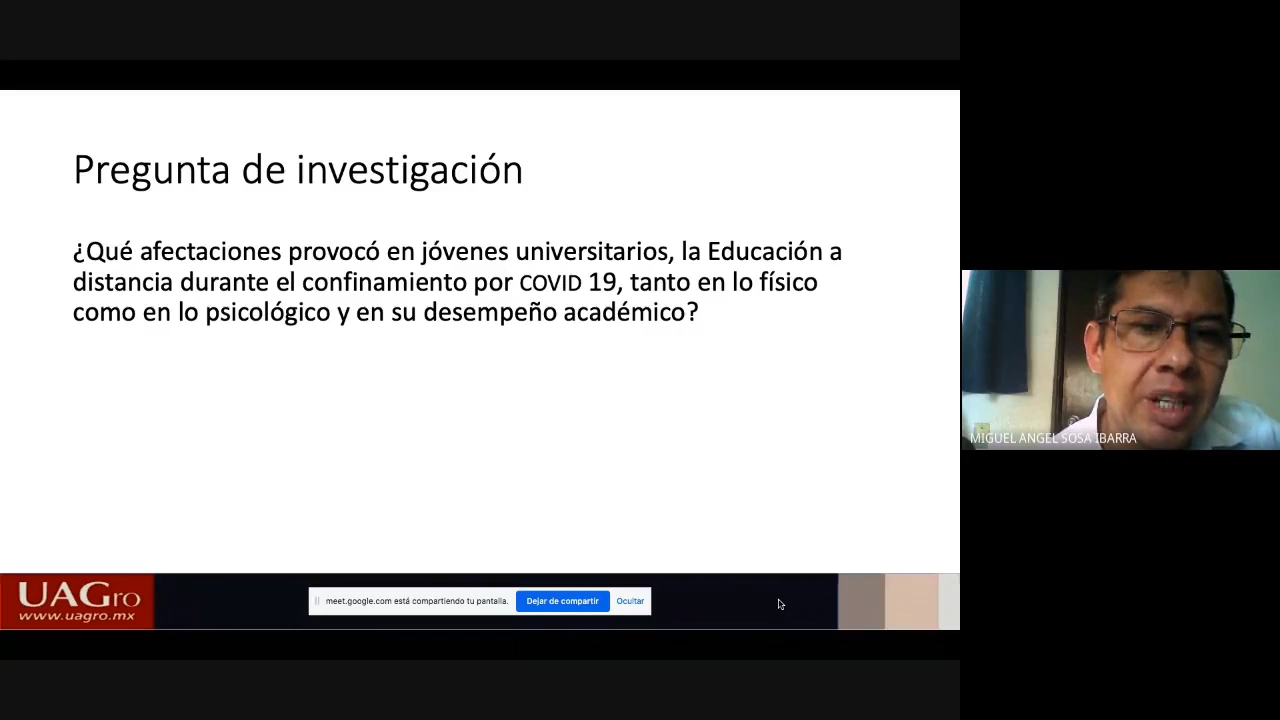 Pregunta de investigación
¿Qué afectaciones provocó en jóvenes universitarios, la Educación a
distancia durante el confinamiento por COVID 19, tanto en lo físico
como en lo psicológico y en su desempeño académico?
MIGUEL ANGEL SOSA IBARRA
UAGro
www.uagro.mx
meet.google.com está compartiendo tu pantalla. Dejar de compartir Ocultar